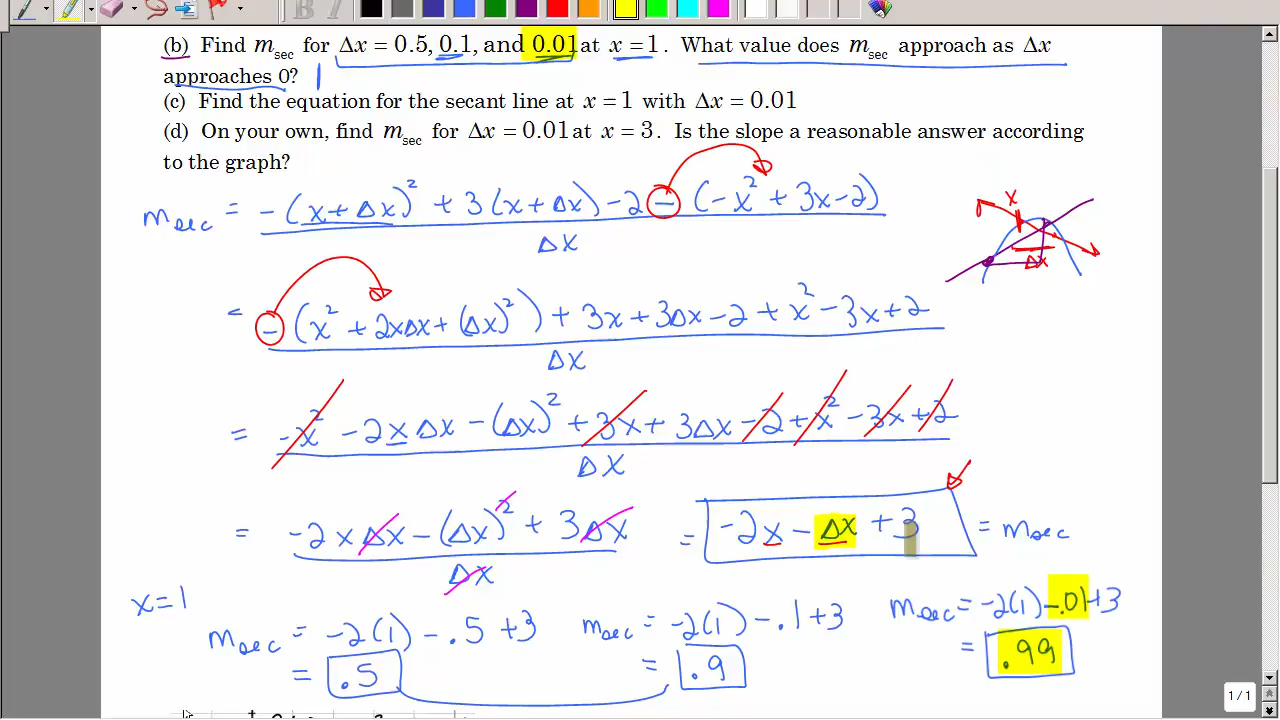 (b) Find m_sec for Δx = 0.5, 0.1, and 0.01 at x = 1. What value does m_sec approach as Δx
approaches 0?
(c) Find the equation for the secant line at x = 1 with Δx = 0.01
(d) On your own, find m_sec for Δx = 0.01 at x = 3. Is the slope a reasonable answer according
to the graph?
m_sec = -(x+Δx)² + 3(x+Δx) - 2 - (-x² + 3x - 2)
Δx
x
Δx
= -(x² + 2xΔx + (Δx)²) + 3x + 3Δx - 2 + x² - 3x + 2
Δx
= -x² - 2xΔx - (Δx)² + 3x + 3Δx - 2 + x² - 3x + 2
Δx
= -2xΔx - (Δx)² + 3Δx = -2x - Δx + 3 = m_sec
Δx
x=1
m_sec = -2(1) - .5 + 3 m_sec = -2(1) - .1 + 3 m_sec = -2(1) - .01 + 3
= .5 = .9 = .99
1/1